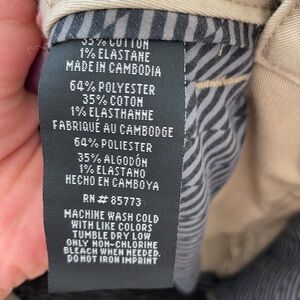 35% COTTON
1% ELASTANE
MADE IN CAMBODIA
64% POLYESTER
35% COTON
1% ELASTHANNE
FABRIQUÉ AU CAMBODGE
64% POLIESTER
35% ALGODÓN
1% ELASTANO
HECHO EN CAMBOYA
RN # 85773
MACHINE WASH COLD
WITH LIKE COLORS
TUMBLE DRY LOW
ONLY NON-CHLORINE
BLEACH WHEN NEEDED.
DO NOT IRON IMPRINT